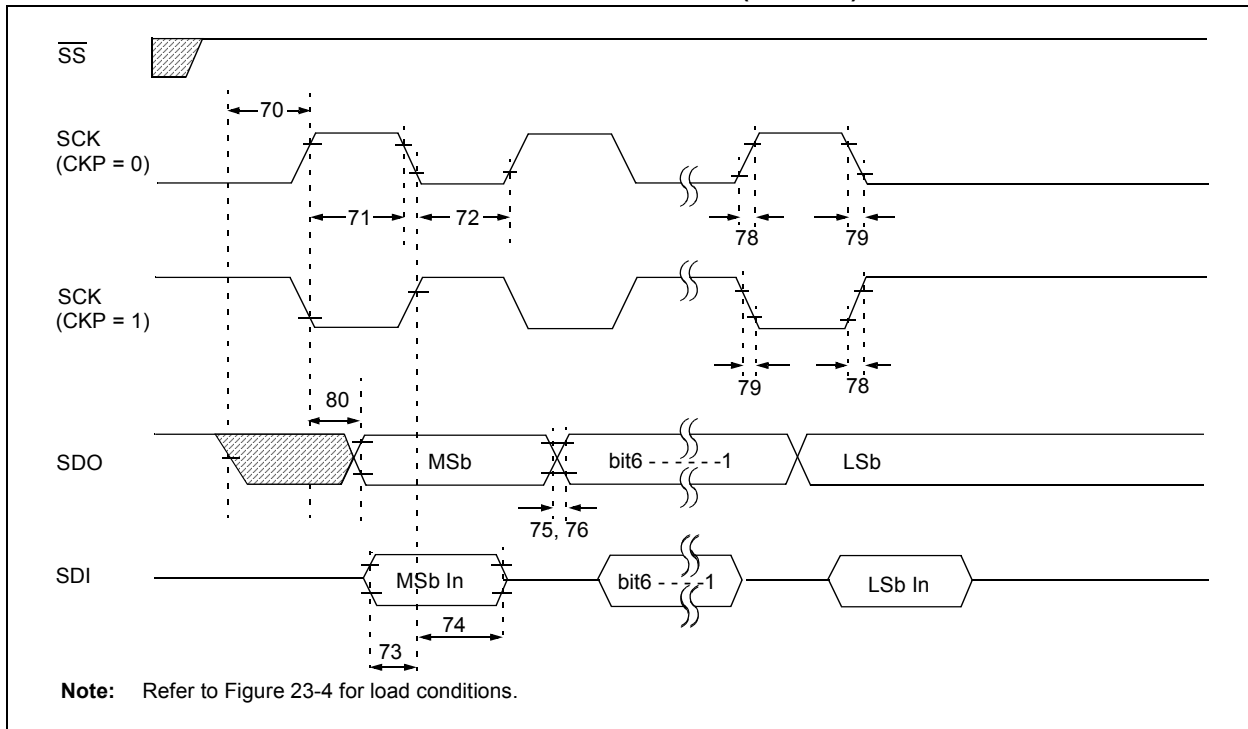 SS
70
SCK
(CKP = 0)
71
72
78
79
SCK
(CKP = 1)
79
78
80
SDO
MSb
bit6 - - - - - -1
LSb
75, 76
SDI
MSb In
bit6 - - - -1
LSb In
74
73
Note: Refer to Figure 23-4 for load conditions.